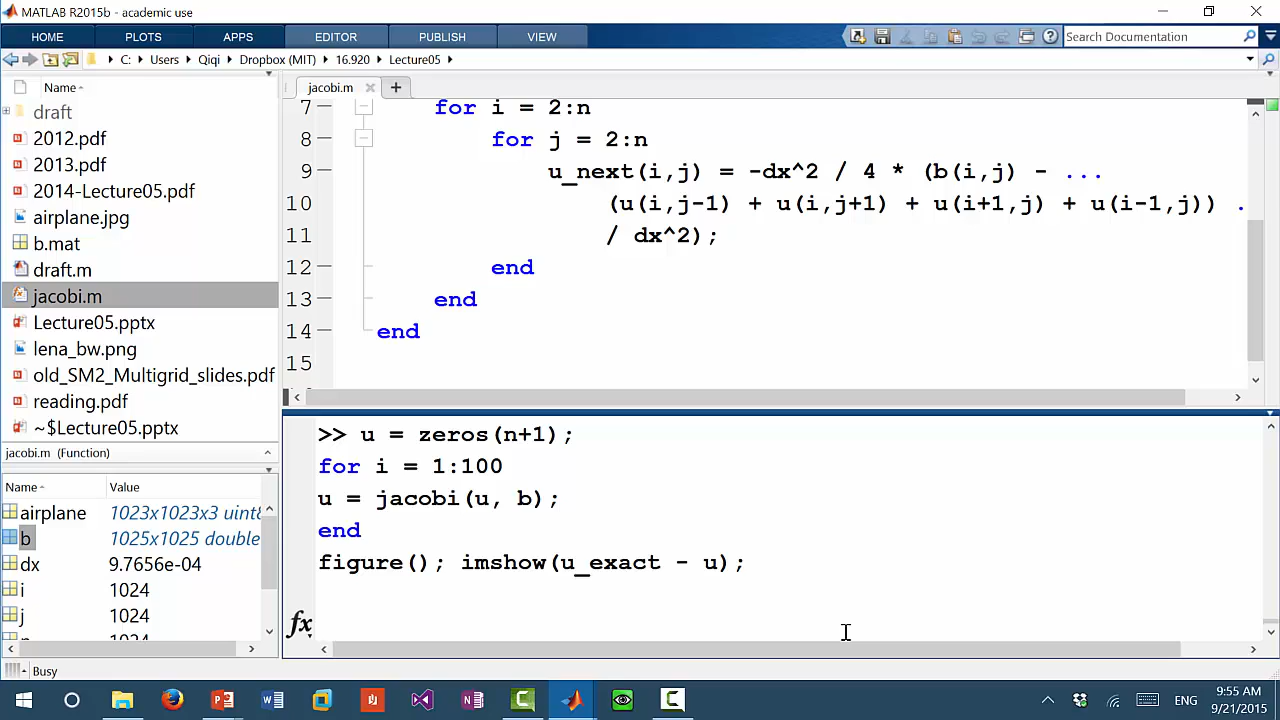 MATLAB R2015b - academic use
HOME PLOTS APPS EDITOR PUBLISH VIEW Search Documentation
C: Users Qiqi Dropbox (MIT) 16.920 Lecture05
Name
draft
2012.pdf
2013.pdf
2014-Lecture05.pdf
airplane.jpg
b.mat
draft.m
jacobi.m
Lecture05.pptx
lena_bw.png
old_SM2_Multigrid_slides.pdf
reading.pdf
~$Lecture05.pptx
jacobi.m (Function)
Name Value
airplane 1023x1023x3 uint8
b 1025x1025 double
dx 9.7656e-04
i 1024
j 1024
n 1024
jacobi.m
7 for i = 2:n
8 for j = 2:n
9 u_next(i,j) = -dx^2 / 4 * (b(i,j) - ...
10 (u(i,j-1) + u(i,j+1) + u(i+1,j) + u(i-1,j)) .
11 / dx^2);
12 end
13 end
14 end
15
>> u = zeros(n+1);
for i = 1:100
u = jacobi(u, b);
end
figure(); imshow(u_exact - u);
fx
Busy
ENG
9:55 AM
9/21/2015